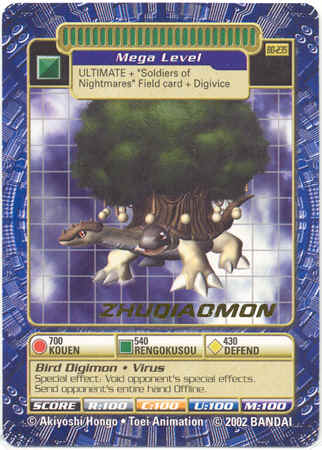 Mega Level
BO-235
ULTIMATE + "Soldiers of
Nightmares" Field card + Digivice
ZHUQIAOMON
700
KOUEN
540
RENGOKUSOU
430
DEFEND
Bird Digimon • Virus
Special effect: Void opponent's special effects.
Send opponent's entire hand Offline.
SCORE R:100 C:100 U:100 M:100
© Akiyoshi Hongo • Toei Animation © 2002 BANDAI